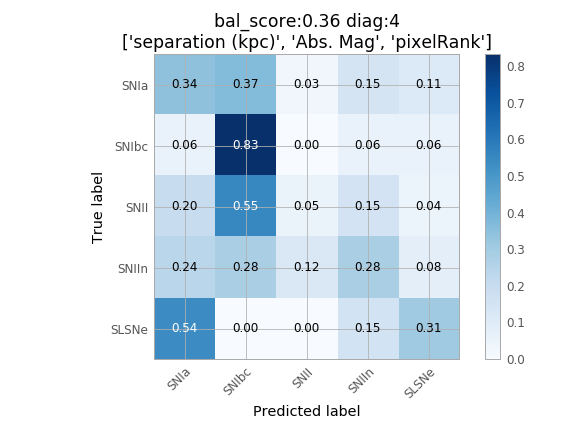 bal_score:0.36 diag:4
['separation (kpc)', 'Abs. Mag', 'pixelRank']
True label
SNIa 0.34 0.37 0.03 0.15 0.11
SNIbc 0.06 0.83 0.00 0.06 0.06
SNII 0.20 0.55 0.05 0.15 0.04
SNIIn 0.24 0.28 0.12 0.28 0.08
SLSNe 0.54 0.00 0.00 0.15 0.31
SNIa SNIbc SNII SNIIn SLSNe
Predicted label
0.8
0.7
0.6
0.5
0.4
0.3
0.2
0.1
0.0